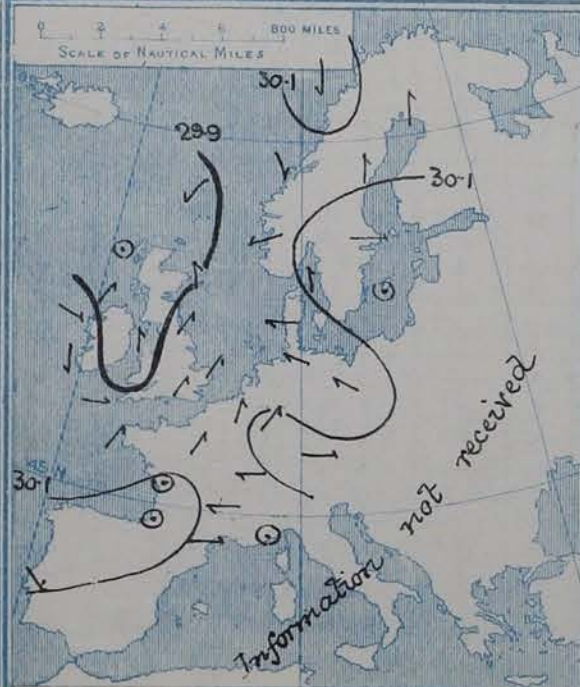 0 2 4 6 800 MILES
SCALE OF NAUTICAL MILES
30·1
29·9
30·1
45 N
30·1
Information not received